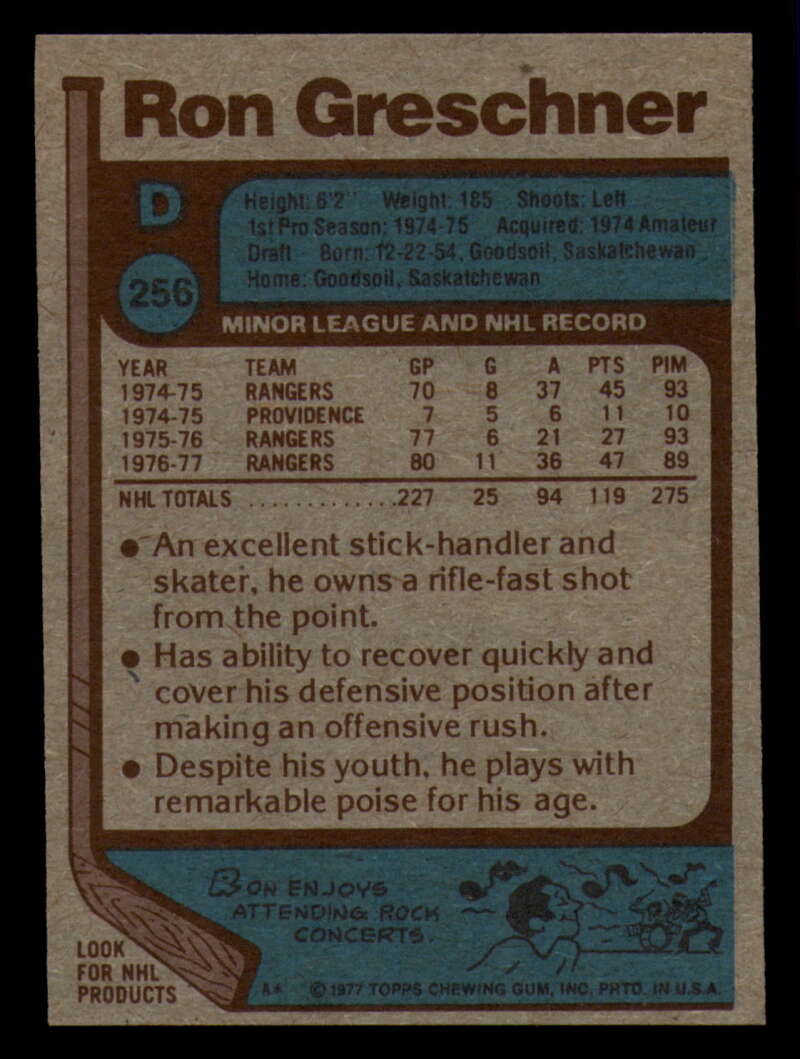 Ron Greschner
D
Height: 6'2" Weight: 185 Shoots: Left
1st Pro Season: 1974-75 Acquired: 1974 Amateur
Draft Born: 12-22-54, Goodsoil, Saskatchewan
Home: Goodsoil, Saskatchewan
256
MINOR LEAGUE AND NHL RECORD
YEAR TEAM GP G A PTS PIM
1974-75 RANGERS 70 8 37 45 93
1974-75 PROVIDENCE 7 5 6 11 10
1975-76 RANGERS 77 6 21 27 93
1976-77 RANGERS 80 11 36 47 89
NHL TOTALS ..............227 25 94 119 275
● An excellent stick-handler and
skater, he owns a rifle-fast shot
from the point.
● Has ability to recover quickly and
cover his defensive position after
making an offensive rush.
● Despite his youth, he plays with
remarkable poise for his age.
RON ENJOYS
ATTENDING ROCK
CONCERTS.
LOOK
FOR NHL
PRODUCTS
A* © 1977 TOPPS CHEWING GUM, INC. PRTD. IN U.S.A.